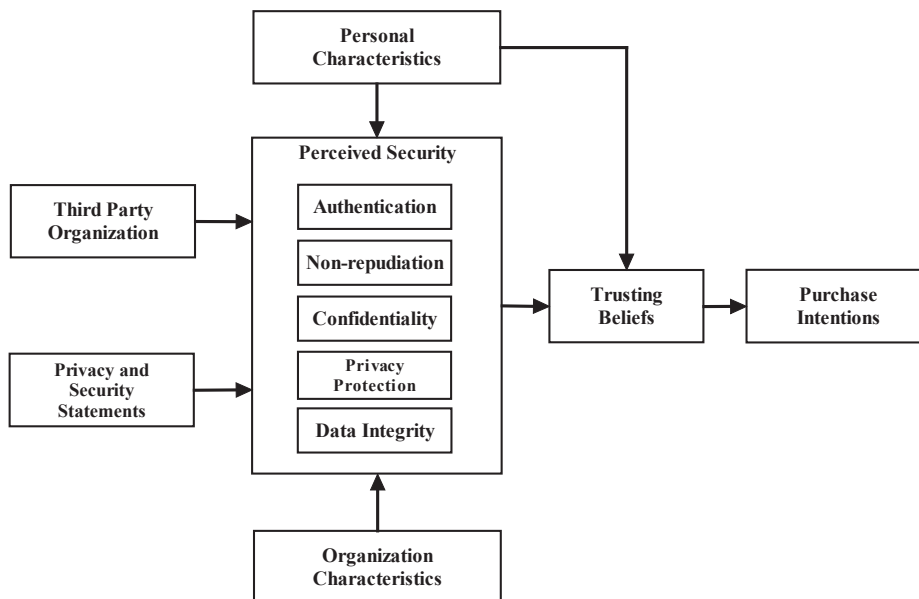 Personal
Characteristics
Perceived Security
Third Party
Organization
Authentication
Non-repudiation
Confidentiality
Privacy
Protection
Data Integrity
Privacy and
Security
Statements
Trusting
Beliefs
Purchase
Intentions
Organization
Characteristics